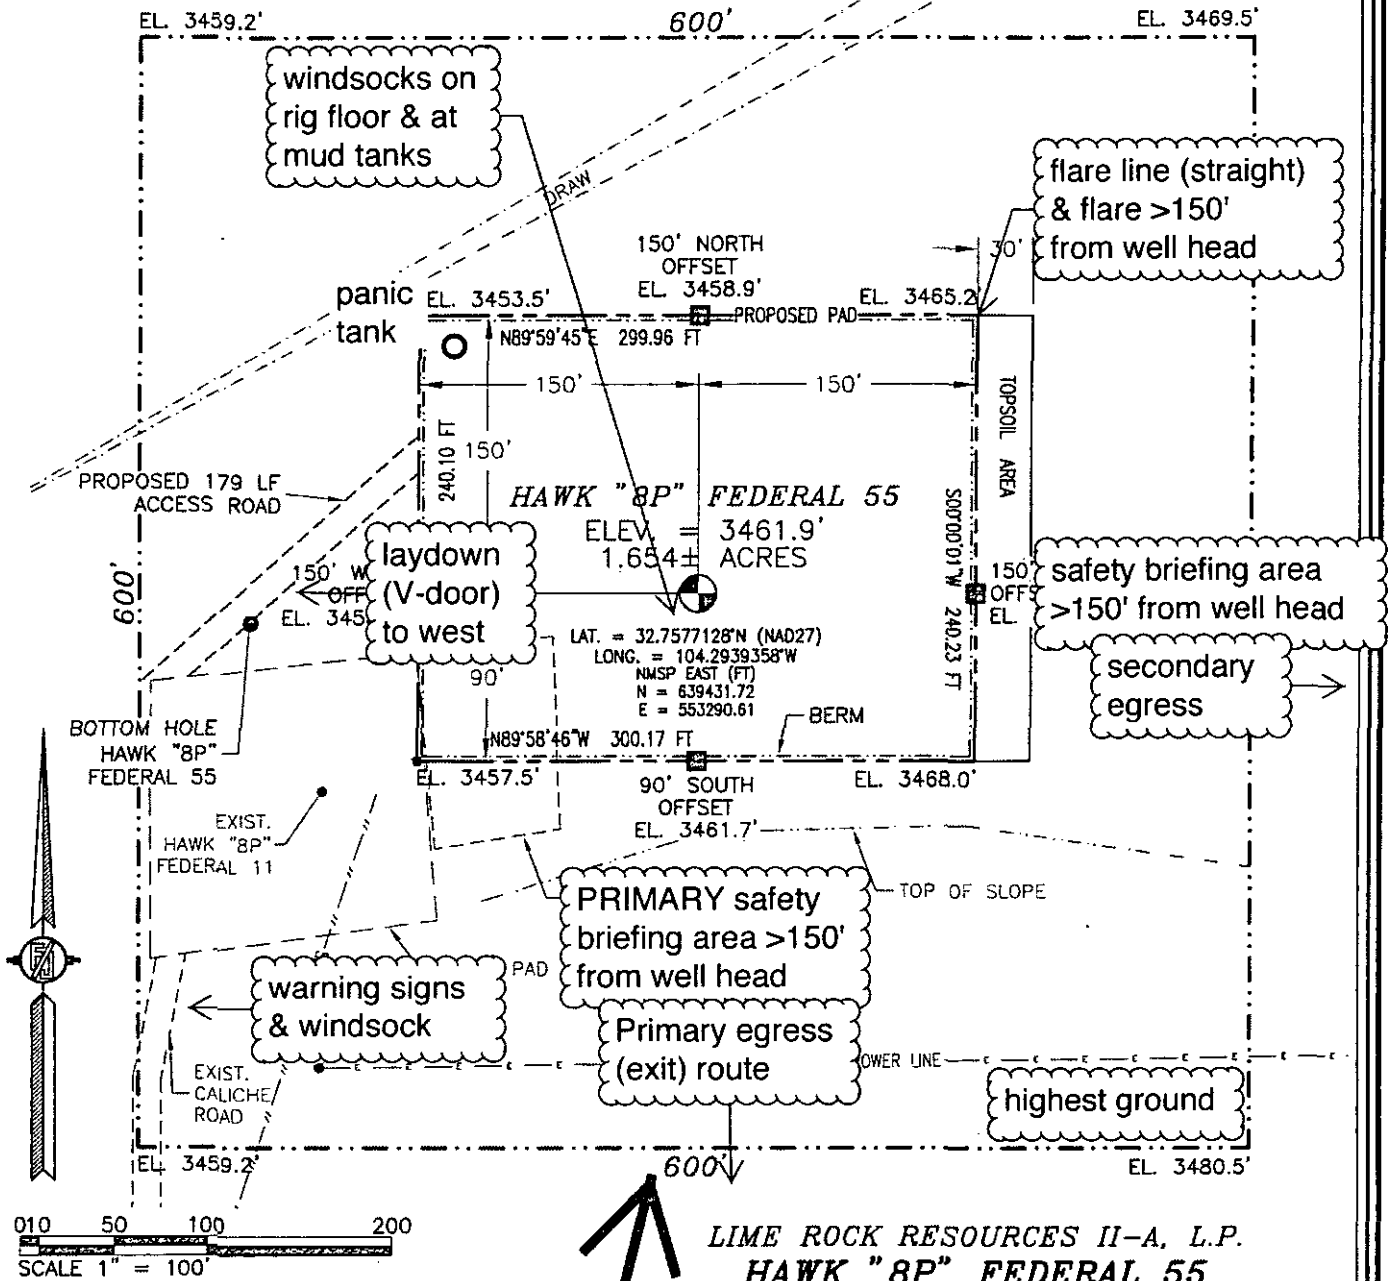 EL. 3459.2'
600'
EL. 3469.5'
windsocks on
rig floor & at
mud tanks
DRAW
flare line (straight)
& flare >150'
from well head
30'
150' NORTH
OFFSET
EL. 3458.9'
panic
tank
EL. 3453.5'
EL. 3465.2'
PROPOSED PAD
N89°59'45"E 299.96 FT
150'
150'
TOPSOIL AREA
240.10 FT
150'
PROPOSED 179 LF
ACCESS ROAD
HAWK "8P" FEDERAL 55
ELEV = 3461.9'
1.654± ACRES
S00°00'01"W 240.23 FT
600'
laydown
(V-door)
to west
150' W
OFF
EL. 345
150'
OFFS
EL.
safety briefing area
>150' from well head
LAT. = 32.7577128°N (NAD27)
LONG. = 104.2939358°W
NMSP EAST (FT)
N = 639431.72
E = 553290.61
secondary
egress
90'
BERM
BOTTOM HOLE
HAWK "8P"
FEDERAL 55
N89°58'46"W 300.17 FT
EL. 3457.5'
EL. 3468.0'
90' SOUTH
OFFSET
EL. 3461.7'
EXIST.
HAWK "8P"
FEDERAL 11
TOP OF SLOPE
PRIMARY safety
briefing area >150'
from well head
PAD
warning signs
& windsock
Primary egress
(exit) route
OWER LINE
E E E E E E E E E E
EXIST.
CALICHE
ROAD
highest ground
EL. 3459.2'
600'
EL. 3480.5'
010 50 100 200
SCALE 1" = 100'
LIME ROCK RESOURCES II-A, L.P.
HAWK "8P" FEDERAL 55